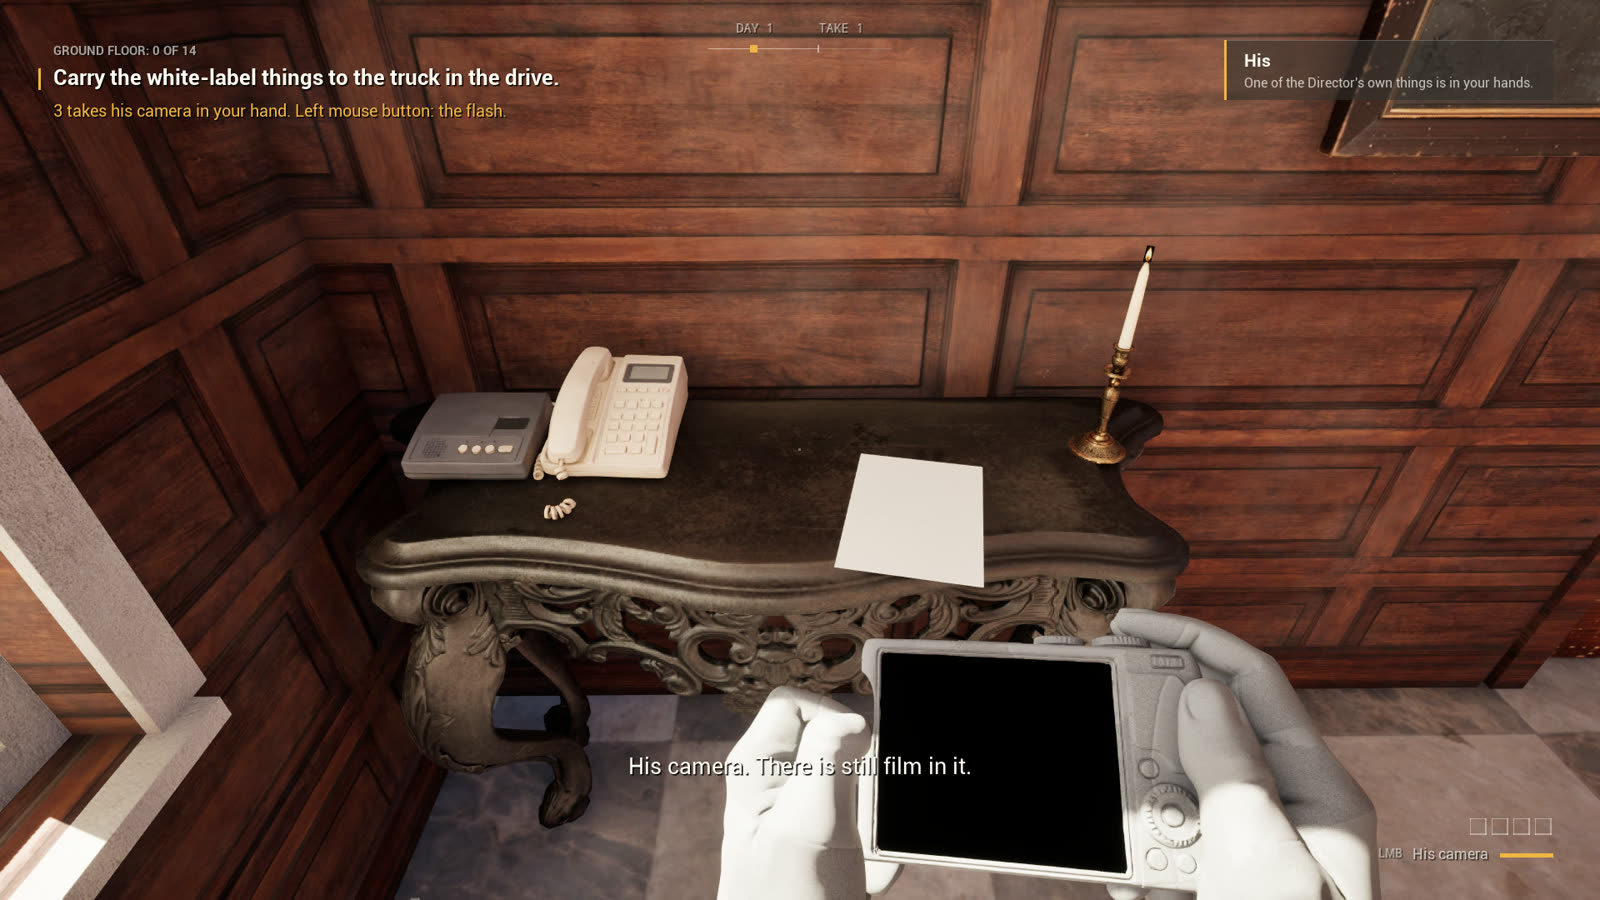 DAY 1 TAKE 1
GROUND FLOOR: 0 OF 14
Carry the white-label things to the truck in the drive.
3 takes his camera in your hand. Left mouse button: the flash.
His
One of the Director's own things is in your hands.
His camera. There is still film in it.
LMB His camera